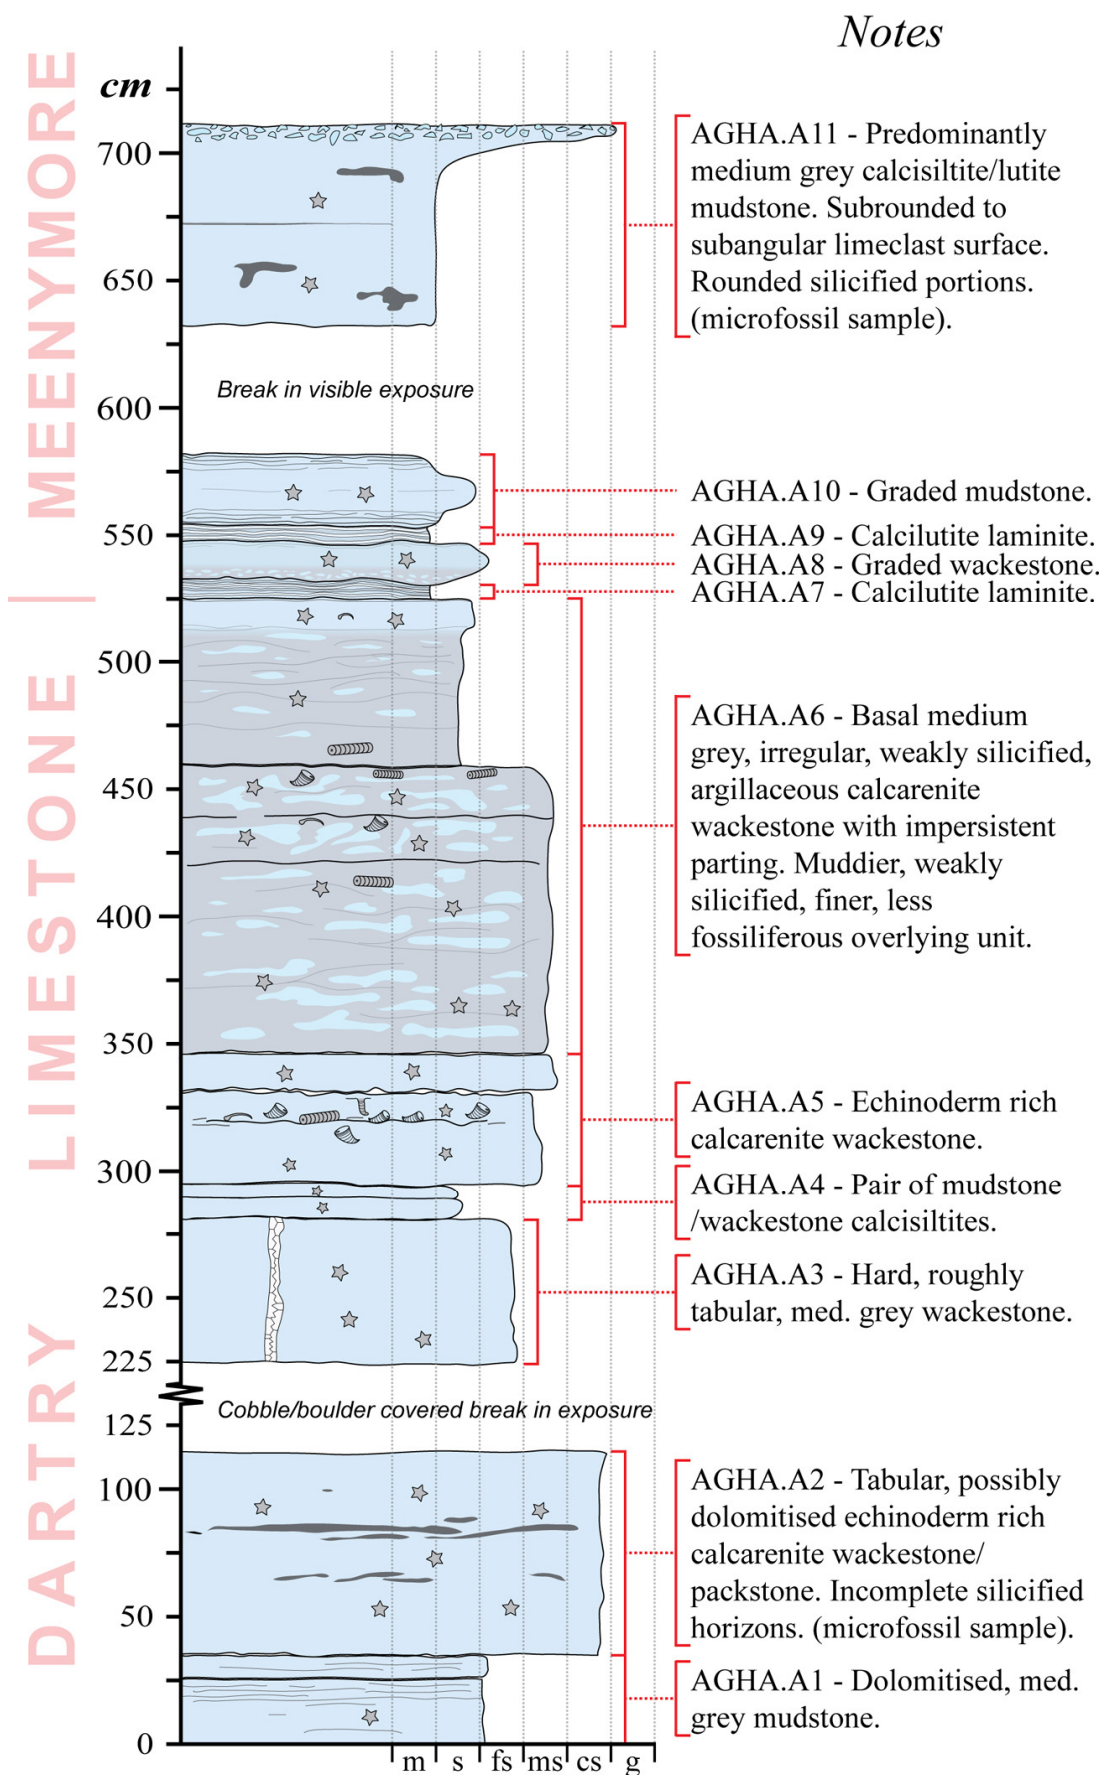 Notes
cm
MEENYMORE
DARTRY LIMESTONE
700
650
600
550
500
450
400
350
300
250
225
125
100
50
0
Break in visible exposure
Cobble/boulder covered break in exposure
AGHA.A11 - Predominantly
medium grey calcisiltite/lutite
mudstone. Subrounded to
subangular limeclast surface.
Rounded silicified portions.
(microfossil sample).
AGHA.A10 - Graded mudstone.
AGHA.A9 - Calcilutite laminite.
AGHA.A8 - Graded wackestone.
AGHA.A7 - Calcilutite laminite.
AGHA.A6 - Basal medium
grey, irregular, weakly silicified,
argillaceous calcarenite
wackestone with impersistent
parting. Muddier, weakly
silicified, finer, less
fossiliferous overlying unit.
AGHA.A5 - Echinoderm rich
calcarenite wackestone.
AGHA.A4 - Pair of mudstone
/wackestone calcisiltites.
AGHA.A3 - Hard, roughly
tabular, med. grey wackestone.
AGHA.A2 - Tabular, possibly
dolomitised echinoderm rich
calcarenite wackestone/
packstone. Incomplete silicified
horizons. (microfossil sample).
AGHA.A1 - Dolomitised, med.
grey mudstone.
m s fs ms cs g